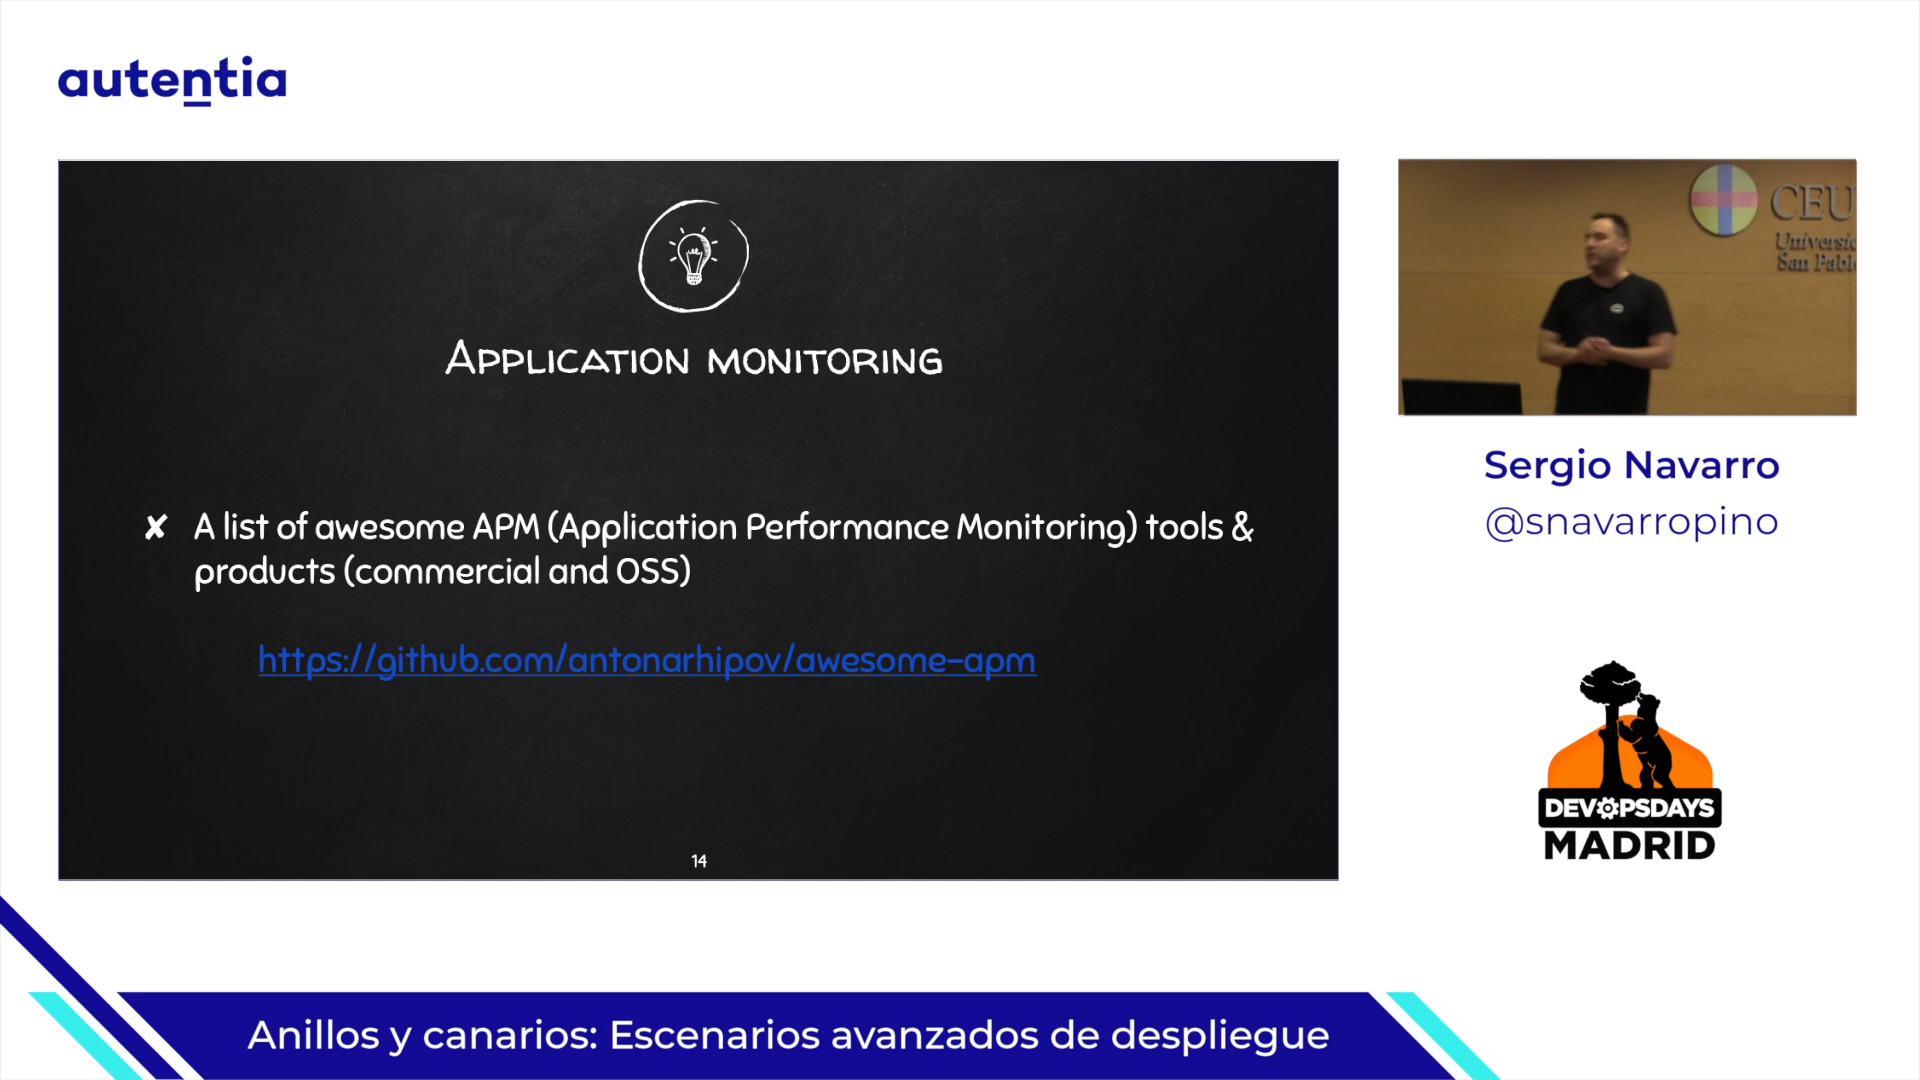 autentia
APPLICATION MONITORING
✘ A list of awesome APM (Application Performance Monitoring) tools &
products (commercial and OSS)
https://github.com/antonarhipov/awesome-apm
14
CEU
San
Sergio Navarro
@snavarropino
DEVOPSDAYS
MADRID
Anillos y canarios: Escenarios avanzados de despliegue